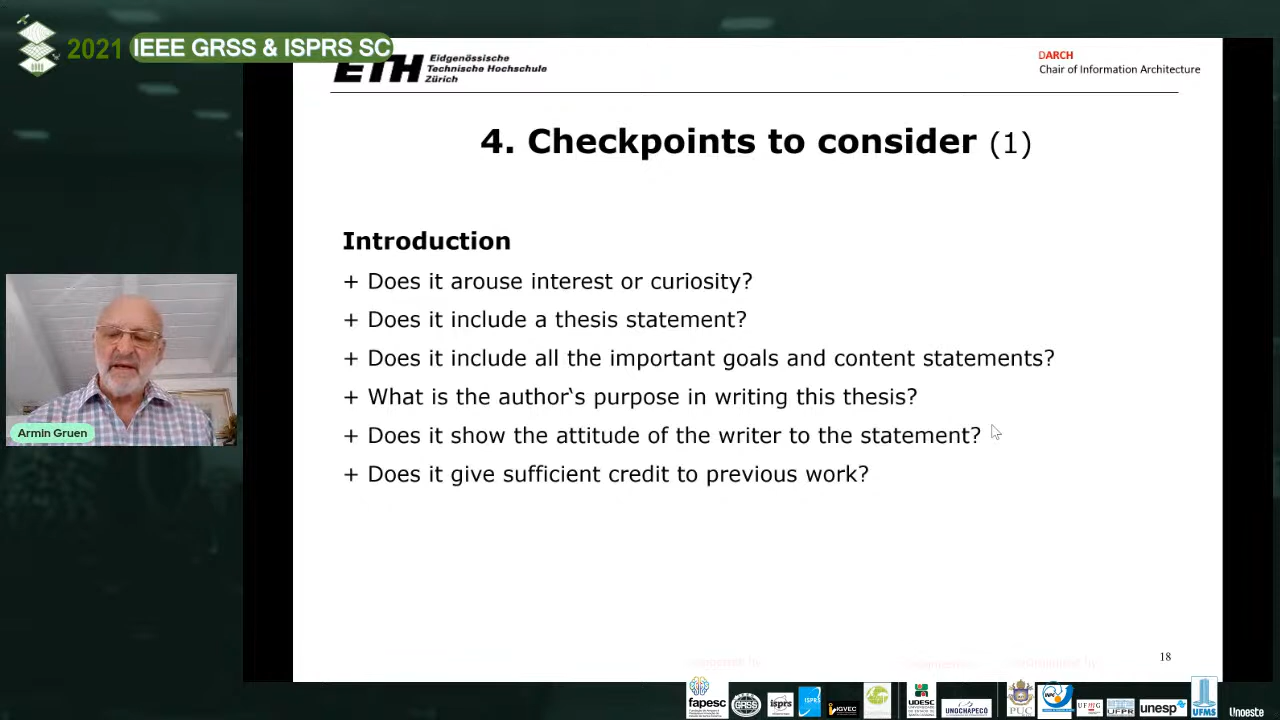 2021 IEEE GRSS & ISPRS SC
ETH Eidgenössische
Technische Hochschule
Zürich
DARCH
Chair of Information Architecture
4. Checkpoints to consider (1)
Introduction
+ Does it arouse interest or curiosity?
+ Does it include a thesis statement?
+ Does it include all the important goals and content statements?
+ What is the author‘s purpose in writing this thesis?
+ Does it show the attitude of the writer to the statement?
+ Does it give sufficient credit to previous work?
Armin Gruen
18
fapesc
GRSS
isprs
ISPRS
IGVEC
UDESC
UNOCHAPECÓ
PUC
UFMG
UFPR
unesp
UFMS
Unoeste